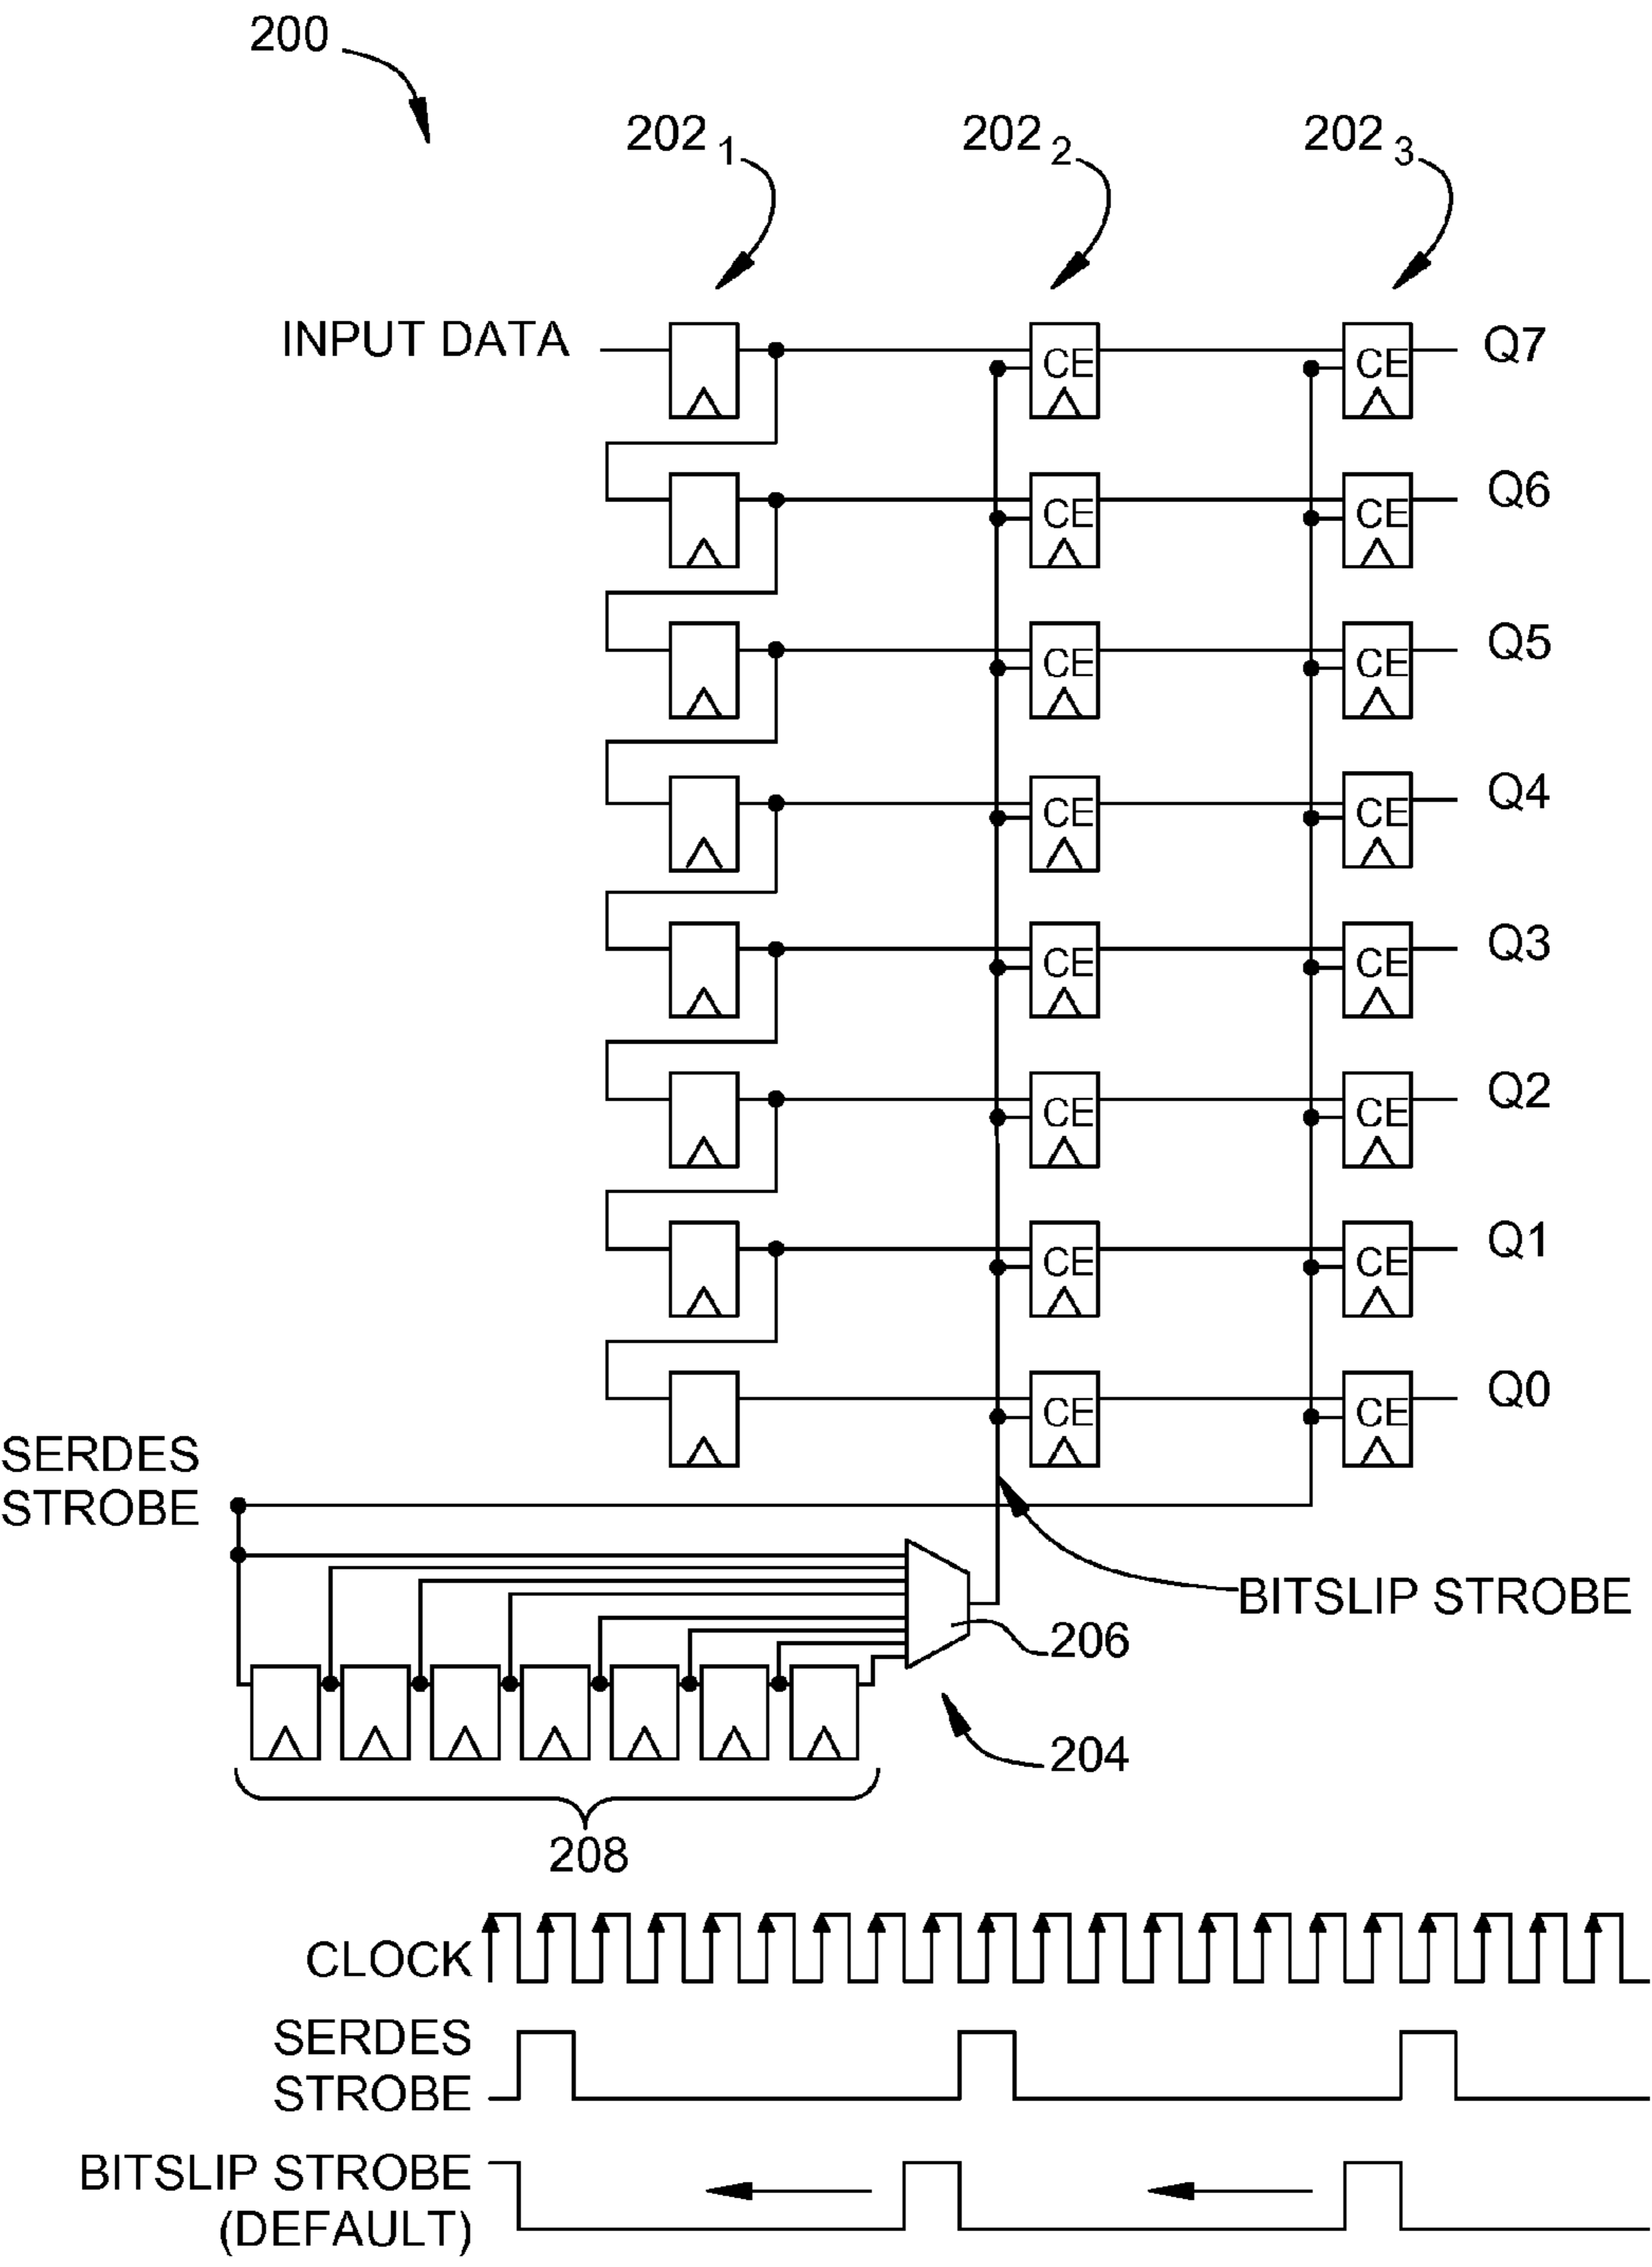 200
202 1
202 2
202 3
INPUT DATA
CE
CE
Q7
CE
CE
Q6
CE
CE
Q5
CE
CE
Q4
CE
CE
Q3
CE
CE
Q2
CE
CE
Q1
CE
CE
Q0
SERDES
STROBE
BITSLIP STROBE
206
204
208
CLOCK
SERDES
STROBE
BITSLIP STROBE
(DEFAULT)